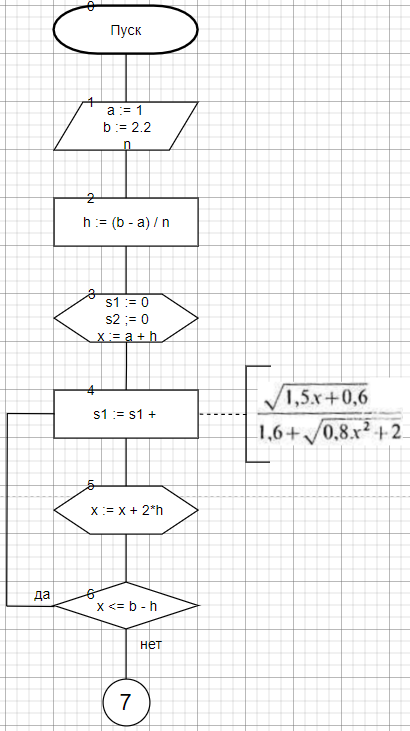 0
Пуск
1
a := 1
b := 2.2
n
2
h := (b - a) / n
3
s1 := 0
s2 ;= 0
x := a + h
4
s1 := s1 +
√1,5x+0,6
1,6+√0,8x²+2
5
x := x + 2*h
6
x <= b - h
да
нет
7